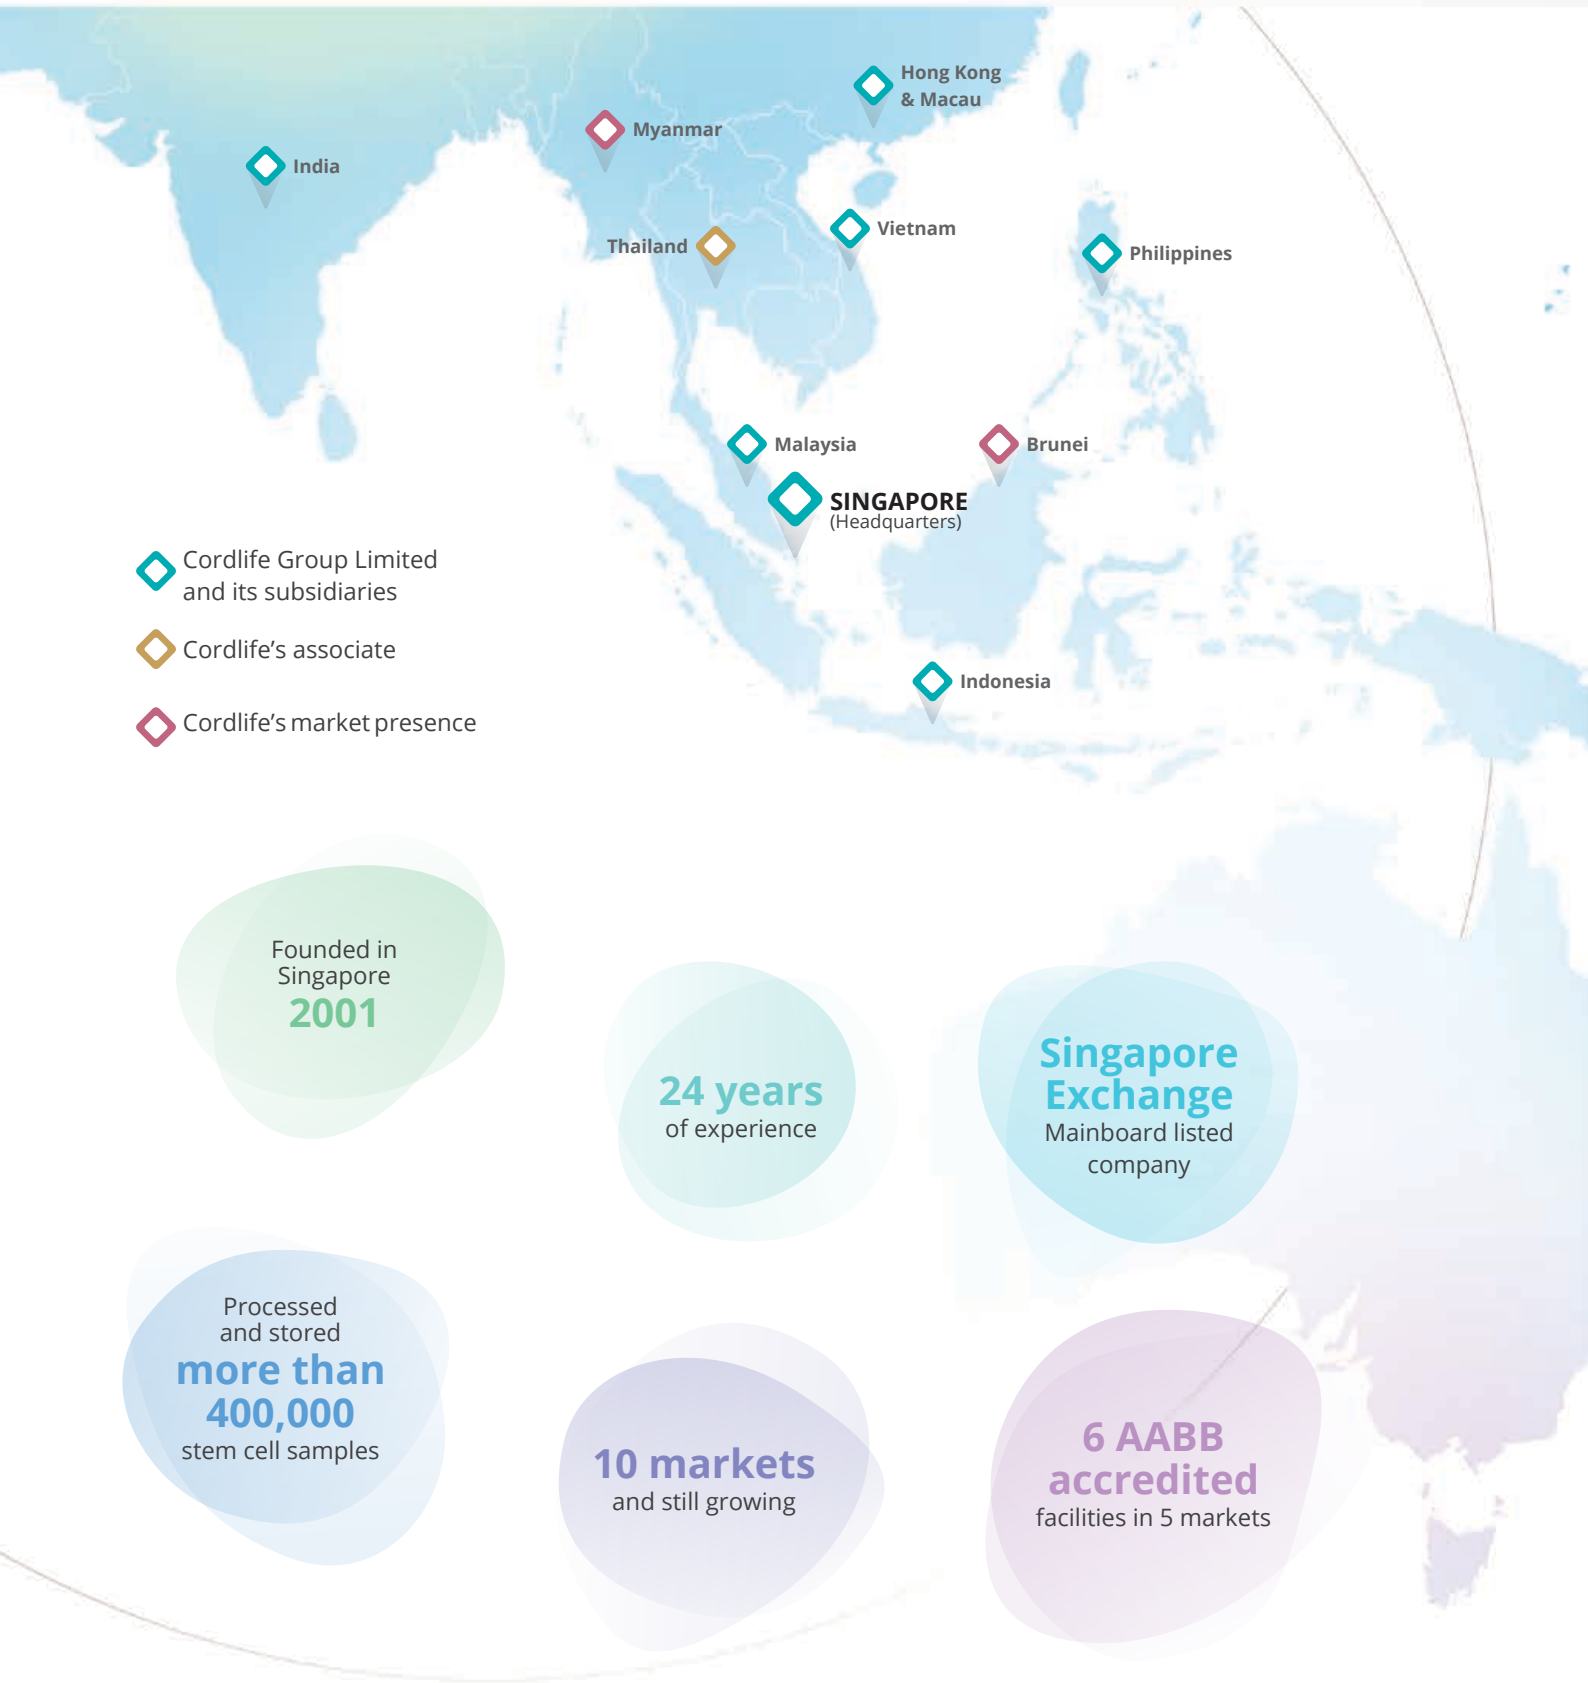 Hong Kong
& Macau
Myanmar
India
Vietnam
Thailand
Philippines
Malaysia
Brunei
SINGAPORE
(Headquarters)
Indonesia
Cordlife Group Limited
and its subsidiaries
Cordlife’s associate
Cordlife’s market presence
Founded in
Singapore
2001
24 years
of experience
Singapore
Exchange
Mainboard listed
company
Processed
and stored
more than
400,000
stem cell samples
10 markets
and still growing
6 AABB
accredited
facilities in 5 markets